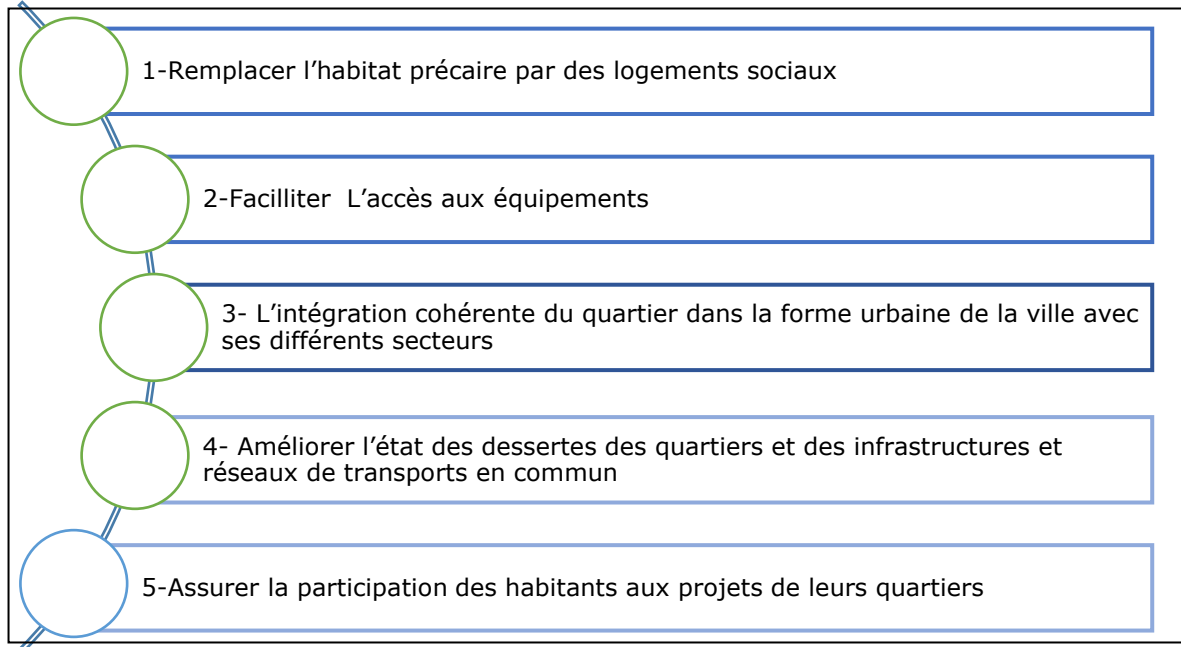 1-Remplacer l’habitat précaire par des logements sociaux
2-Facilliter  L’accès aux équipements
3- L’intégration cohérente du quartier dans la forme urbaine de la ville avec
ses différents secteurs
4- Améliorer l’état des dessertes des quartiers et des infrastructures et
réseaux de transports en commun
5-Assurer la participation des habitants aux projets de leurs quartiers